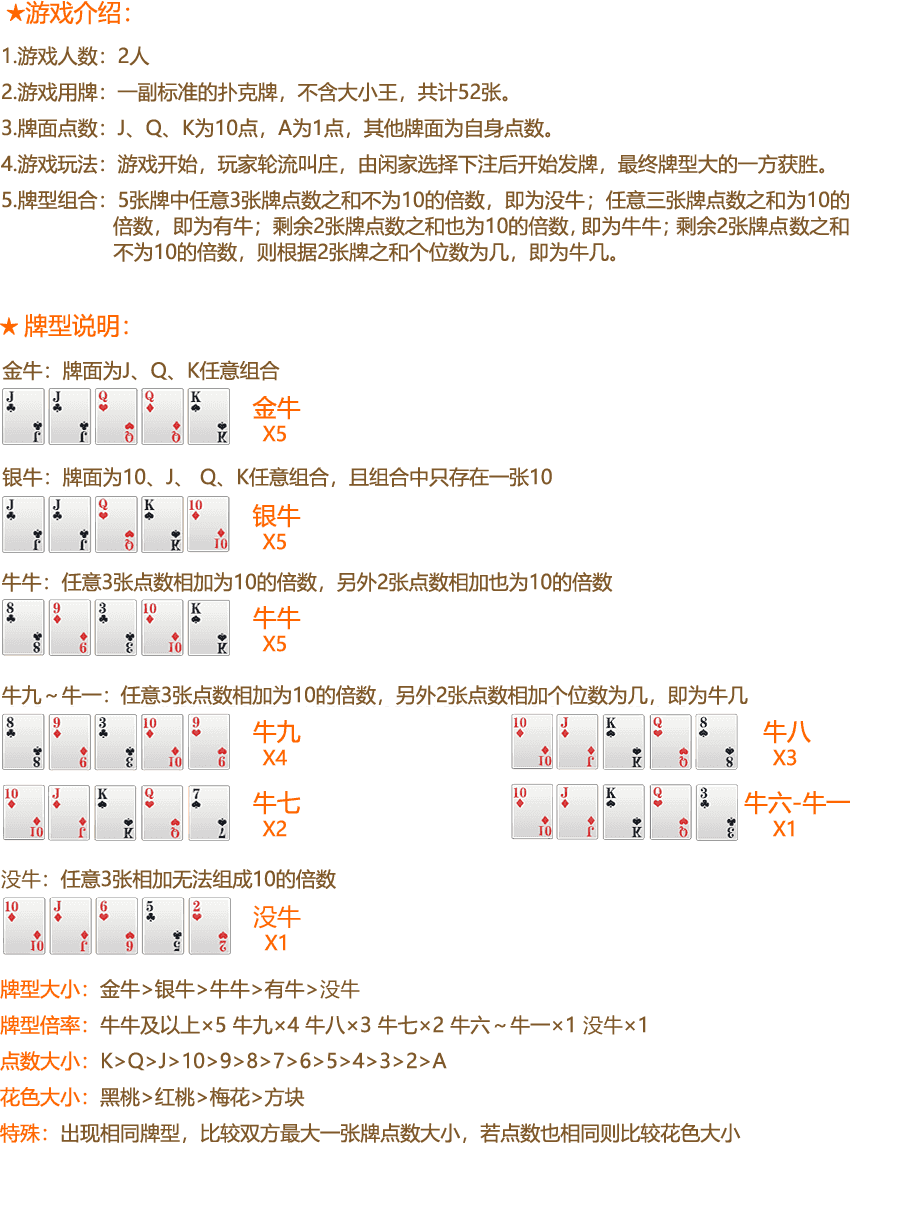 ★游戏介绍：
1.游戏人数：2人
2.游戏用牌：一副标准的扑克牌，不含大小王，共计52张。
3.牌面点数：J、Q、K为10点，A为1点，其他牌面为自身点数。
4.游戏玩法：游戏开始，玩家轮流叫庄，由闲家选择下注后开始发牌，最终牌型大的一方获胜。
5.牌型组合：5张牌中任意3张牌点数之和不为10的倍数，即为没牛；任意三张牌点数之和为10的
倍数，即为有牛；剩余2张牌点数之和也为10的倍数，即为牛牛；剩余2张牌点数之和
不为10的倍数，则根据2张牌之和个位数为几，即为牛几。
★ 牌型说明：
金牛：牌面为J、Q、K任意组合
J J Q Q K 金牛
J J Q Q K X5
银牛：牌面为10、J、 Q、K任意组合，且组合中只存在一张10
J J Q K 10 银牛
J J Q K 10 X5
牛牛：任意3张点数相加为10的倍数，另外2张点数相加也为10的倍数
8 9 3 10 K 牛牛
8 9 3 10 K X5
牛九～牛一：任意3张点数相加为10的倍数，另外2张点数相加个位数为几，即为牛几
8 9 3 10 9 牛九 10 J K Q 8 牛八
8 9 3 10 9 X4 10 J K Q 8 X3
10 J K Q 7 牛七 10 J K Q 3 牛六-牛一
10 J K Q 7 X2 10 J K Q 3 X1
没牛：任意3张相加无法组成10的倍数
10 J 6 5 2 没牛
10 J 6 5 2 X1
牌型大小：金牛>银牛>牛牛>有牛>没牛
牌型倍率：牛牛及以上×5 牛九×4 牛八×3 牛七×2 牛六～牛一×1 没牛×1
点数大小：K>Q>J>10>9>8>7>6>5>4>3>2>A
花色大小：黑桃>红桃>梅花>方块
特殊：出现相同牌型，比较双方最大一张牌点数大小，若点数也相同则比较花色大小